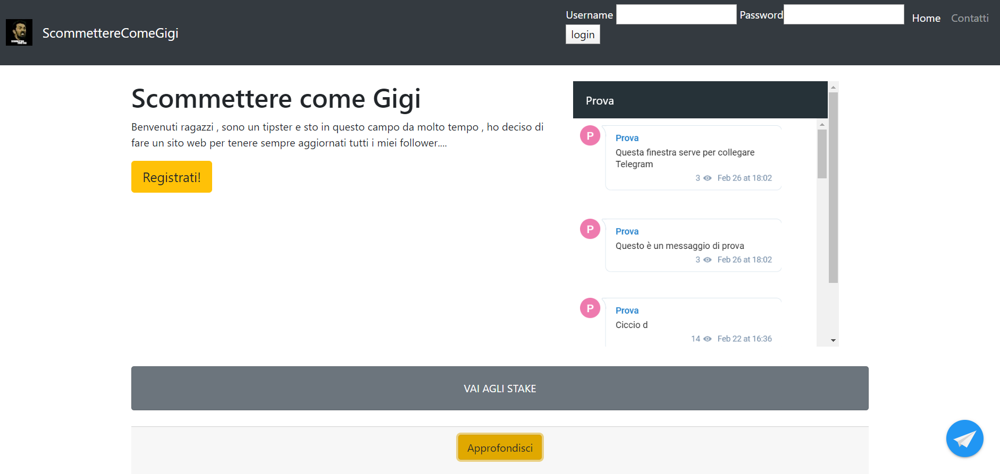 ScommettereComeGigi
Username Password Home Contatti
login
Scommettere come Gigi
Benvenuti ragazzi , sono un tipster e sto in questo campo da molto tempo , ho deciso di
fare un sito web per tenere sempre aggiornati tutti i miei follower....
Registrati!
Prova
P
Prova
Questa finestra serve per collegare
Telegram
3 Feb 26 at 18:02
P
Prova
Questo è un messaggio di prova
3 Feb 26 at 18:02
P
Prova
Ciccio d
14 Feb 22 at 16:36
VAI AGLI STAKE
Approfondisci